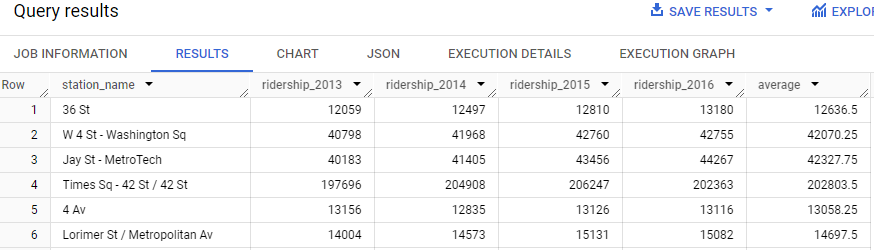 Query results SAVE RESULTS
JOB INFORMATION RESULTS CHART JSON EXECUTION DETAILS EXECUTION GRAPH
Row station_name ridership_2013 ridership_2014 ridership_2015 ridership_2016 average
1 36 St 12059 12497 12810 13180 12636.5
2 W 4 St - Washington Sq 40798 41968 42760 42755 42070.25
3 Jay St - MetroTech 40183 41405 43456 44267 42327.75
4 Times Sq - 42 St / 42 St 197696 204908 206247 202363 202803.5
5 4 Av 13156 12835 13126 13116 13058.25
6 Lorimer St / Metropolitan Av 14004 14573 15131 15082 14697.5